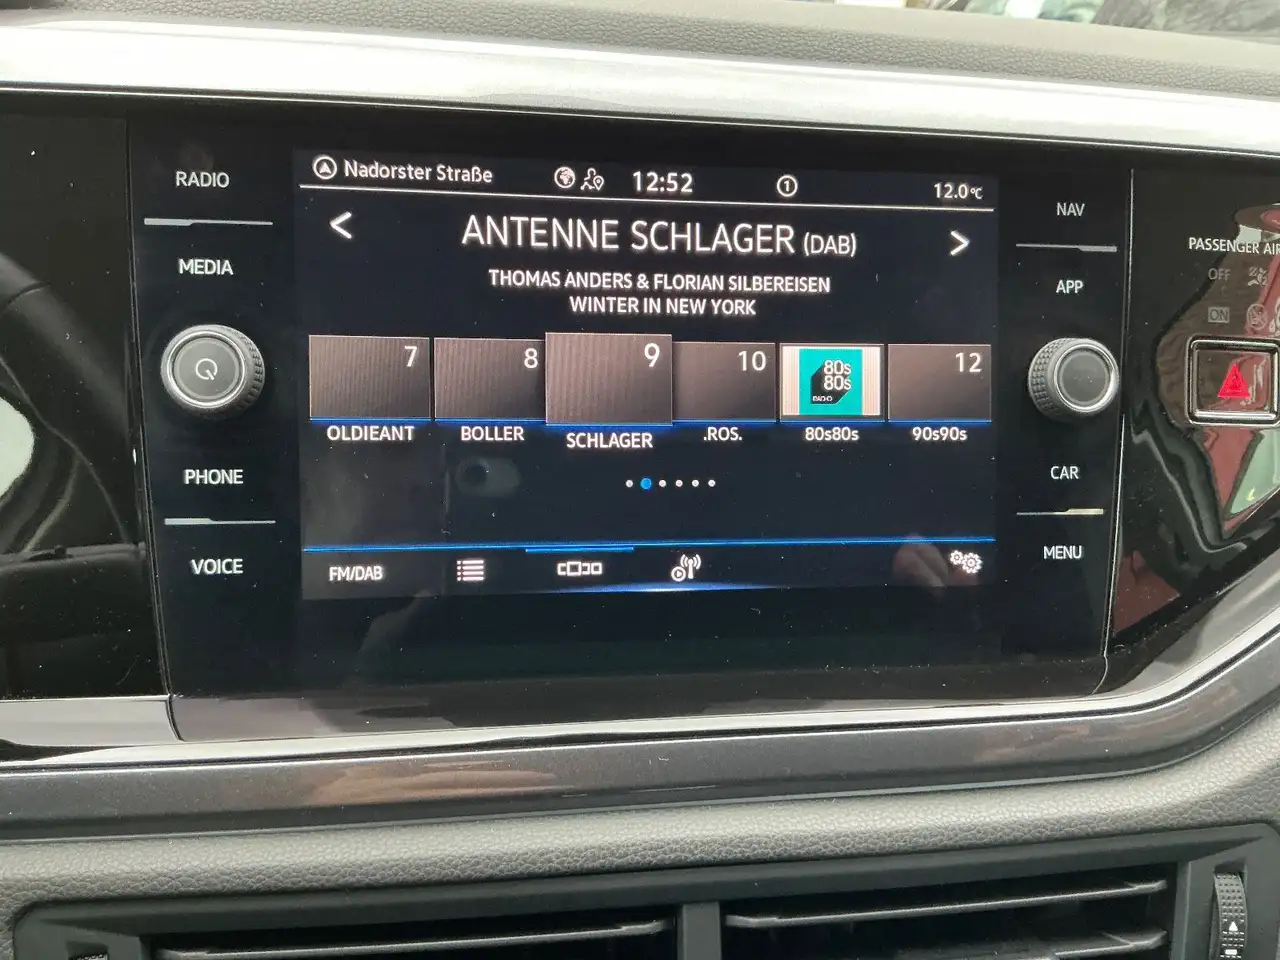 RADIO
MEDIA
PHONE
VOICE
Nadorster Straße
12:52
1
12.0°C
< ANTENNE SCHLAGER (DAB) >
THOMAS ANDERS & FLORIAN SILBEREISEN
WINTER IN NEW YORK
7
8
9
10
80s
80s
RADIO
12
OLDIEANT
BOLLER
SCHLAGER
.ROS.
80s80s
90s90s
FM/DAB
NAV
APP
CAR
MENU
PASSENGER AIR
OFF
ON